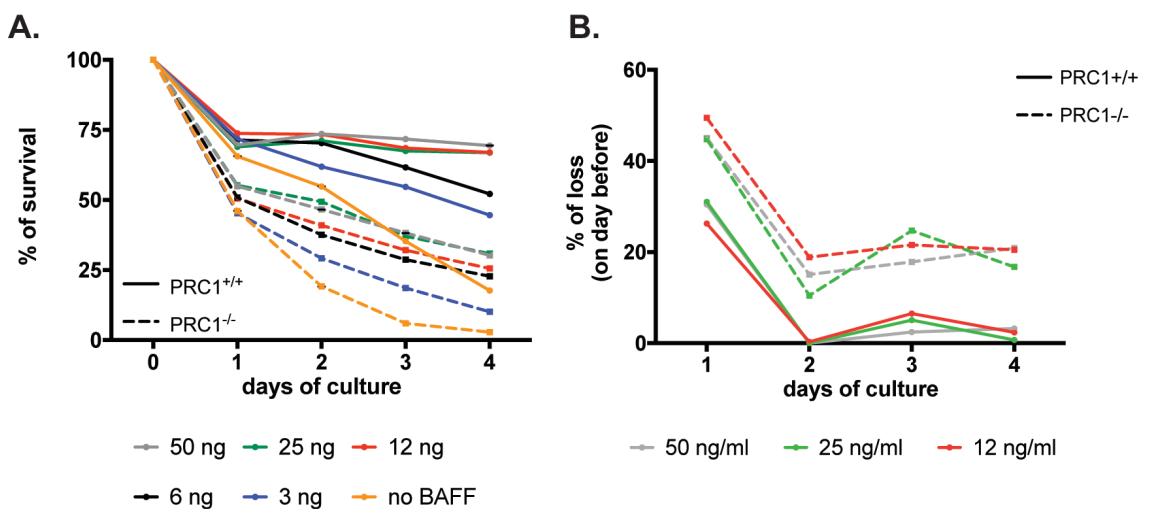 A.
% of survival
100
75
50
25
0
PRC1+/+
PRC1-/-
0 1 2 3 4
days of culture
50 ng 25 ng 12 ng
6 ng 3 ng no BAFF
B.
% of loss
(on day before)
60
40
20
0
PRC1+/+
PRC1-/-
1 2 3 4
days of culture
50 ng/ml 25 ng/ml 12 ng/ml